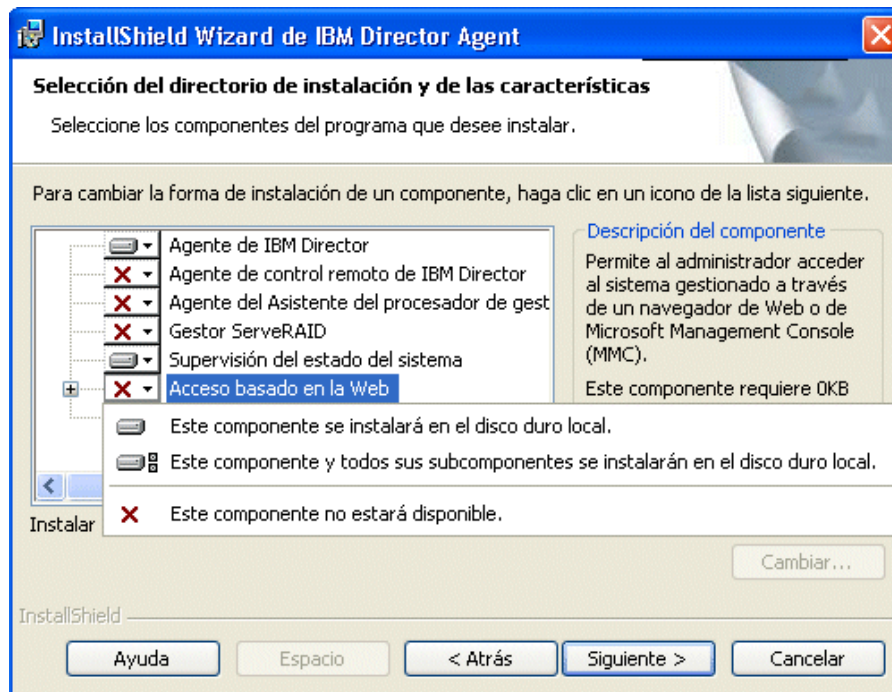 InstallShield Wizard de IBM Director Agent
Selección del directorio de instalación y de las características
Seleccione los componentes del programa que desee instalar.
Para cambiar la forma de instalación de un componente, haga clic en un icono de la lista siguiente.
Agente de IBM Director
Agente de control remoto de IBM Director
Agente del Asistente del procesador de gest
Gestor ServeRAID
Supervisión del estado del sistema
Acceso basado en la Web
Descripción del componente
Permite al administrador acceder
al sistema gestionado a través
de un navegador de Web o de
Microsoft Management Console
(MMC).
Este componente requiere 0KB
Este componente se instalará en el disco duro local.
Este componente y todos sus subcomponentes se instalarán en el disco duro local.
Este componente no estará disponible.
Instalar
Cambiar...
InstallShield
Ayuda
Espacio
< Atrás
Siguiente >
Cancelar